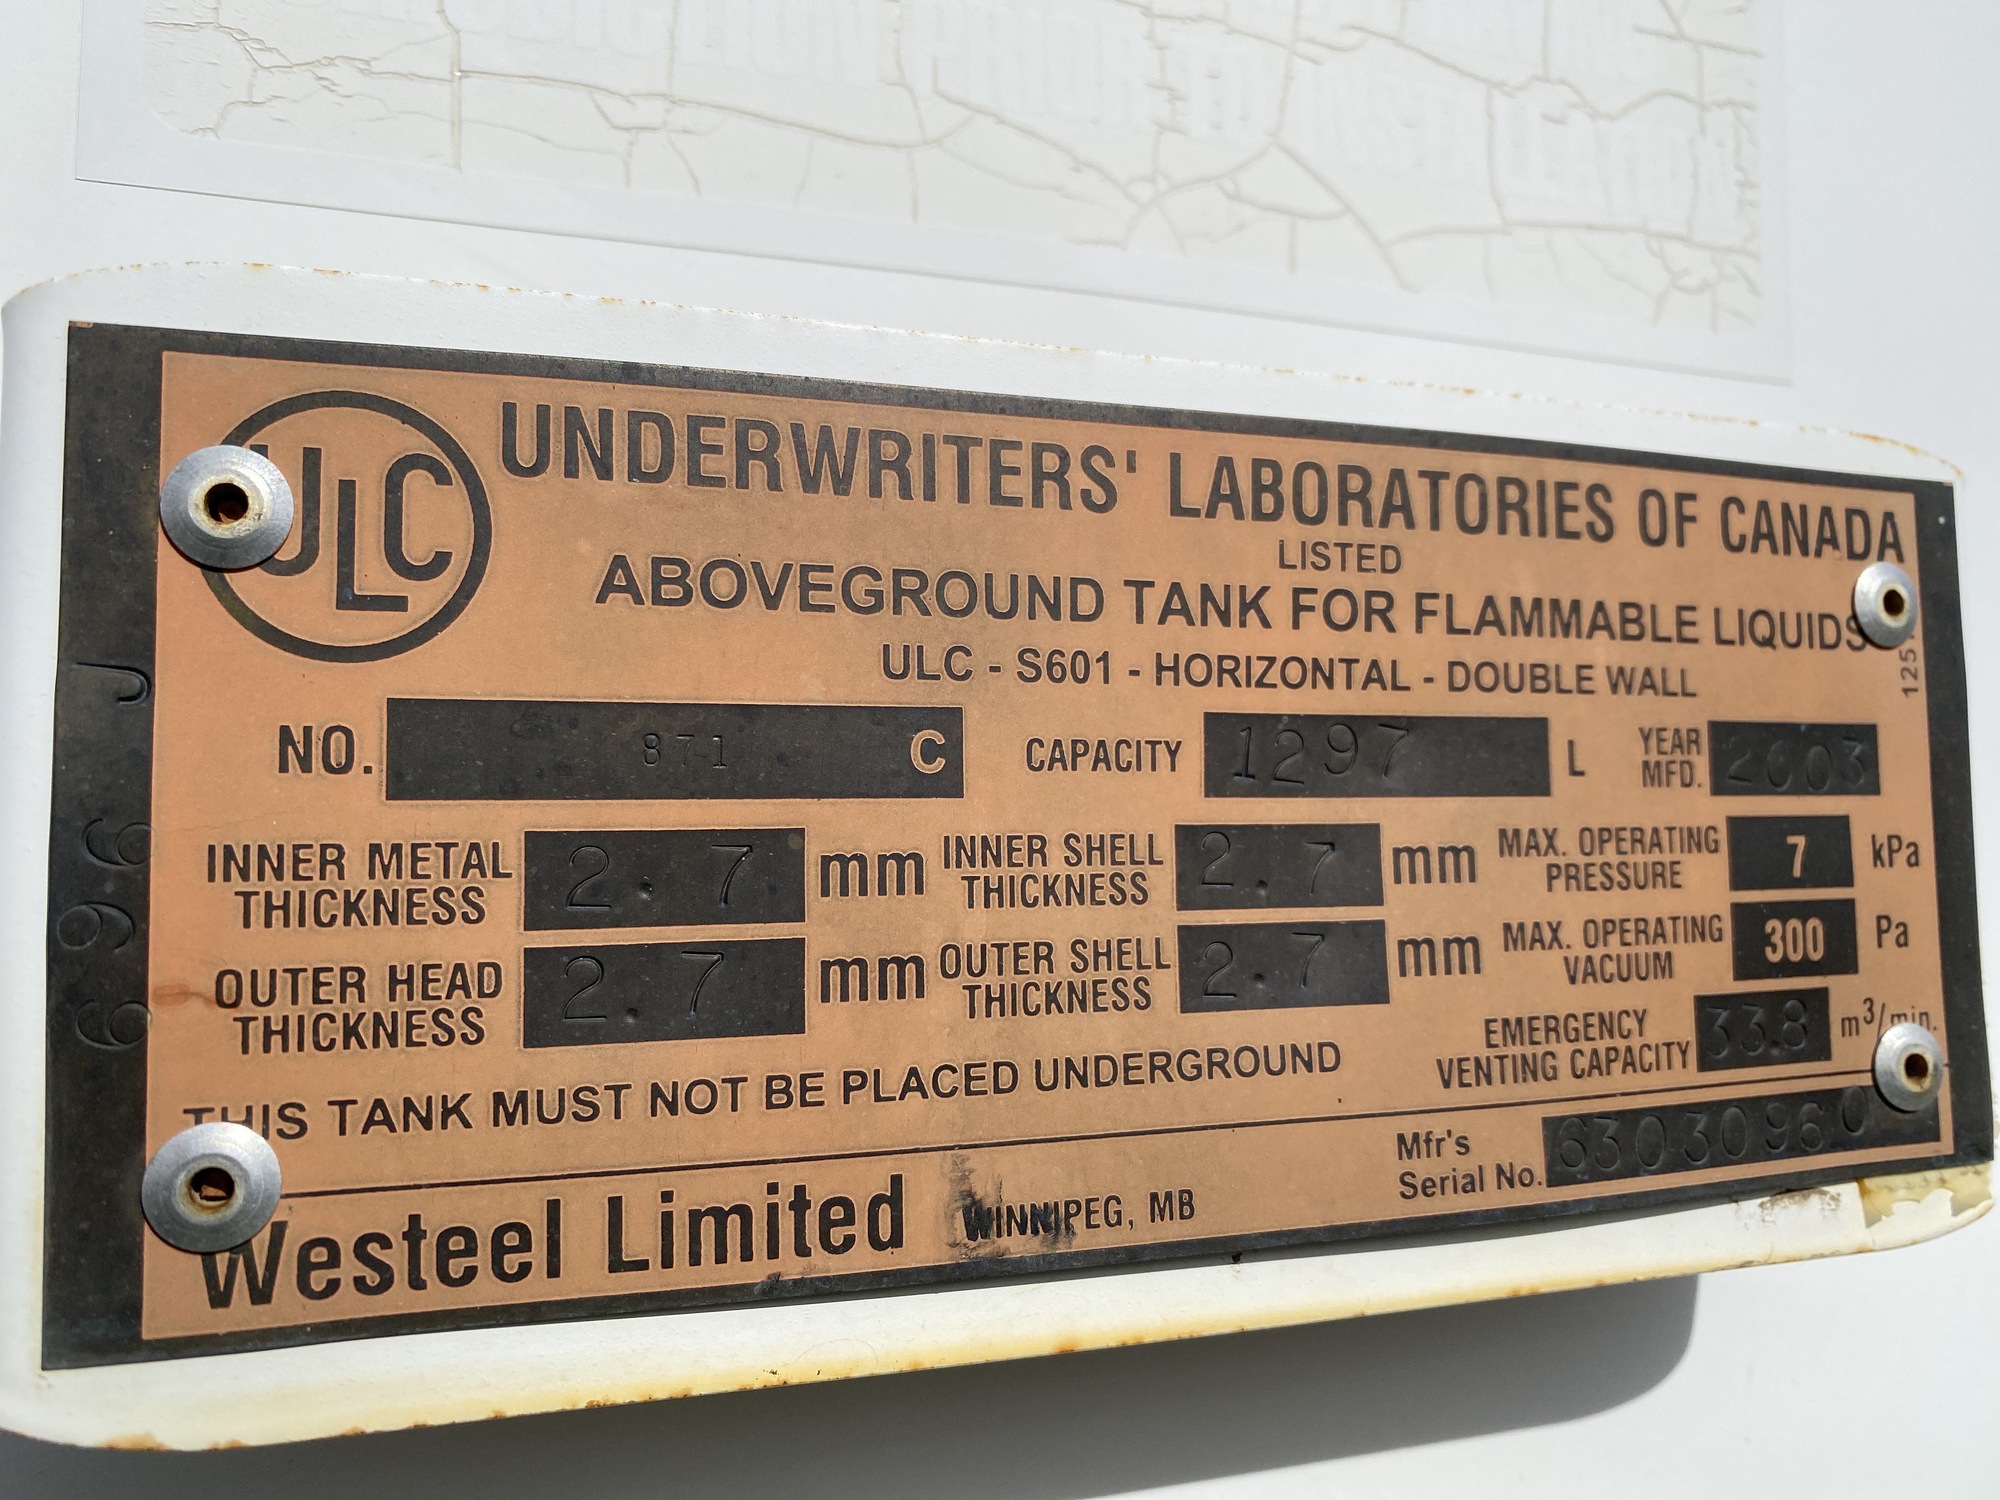 ULC
UNDERWRITERS' LABORATORIES OF CANADA
LISTED
ABOVEGROUND TANK FOR FLAMMABLE LIQUIDS
ULC - S601 - HORIZONTAL - DOUBLE WALL
125
NO. 871 C CAPACITY 1297 L YEAR MFD. 2003
INNER METAL THICKNESS 2.7 mm INNER SHELL THICKNESS 2.7 mm MAX. OPERATING PRESSURE 7 kPa
OUTER HEAD THICKNESS 2.7 mm OUTER SHELL THICKNESS 2.7 mm MAX. OPERATING VACUUM 300 Pa
EMERGENCY VENTING CAPACITY 33.8 m³/min.
THIS TANK MUST NOT BE PLACED UNDERGROUND
Mfr's Serial No. 63030960
Westeel Limited WINNIPEG, MB
696 J